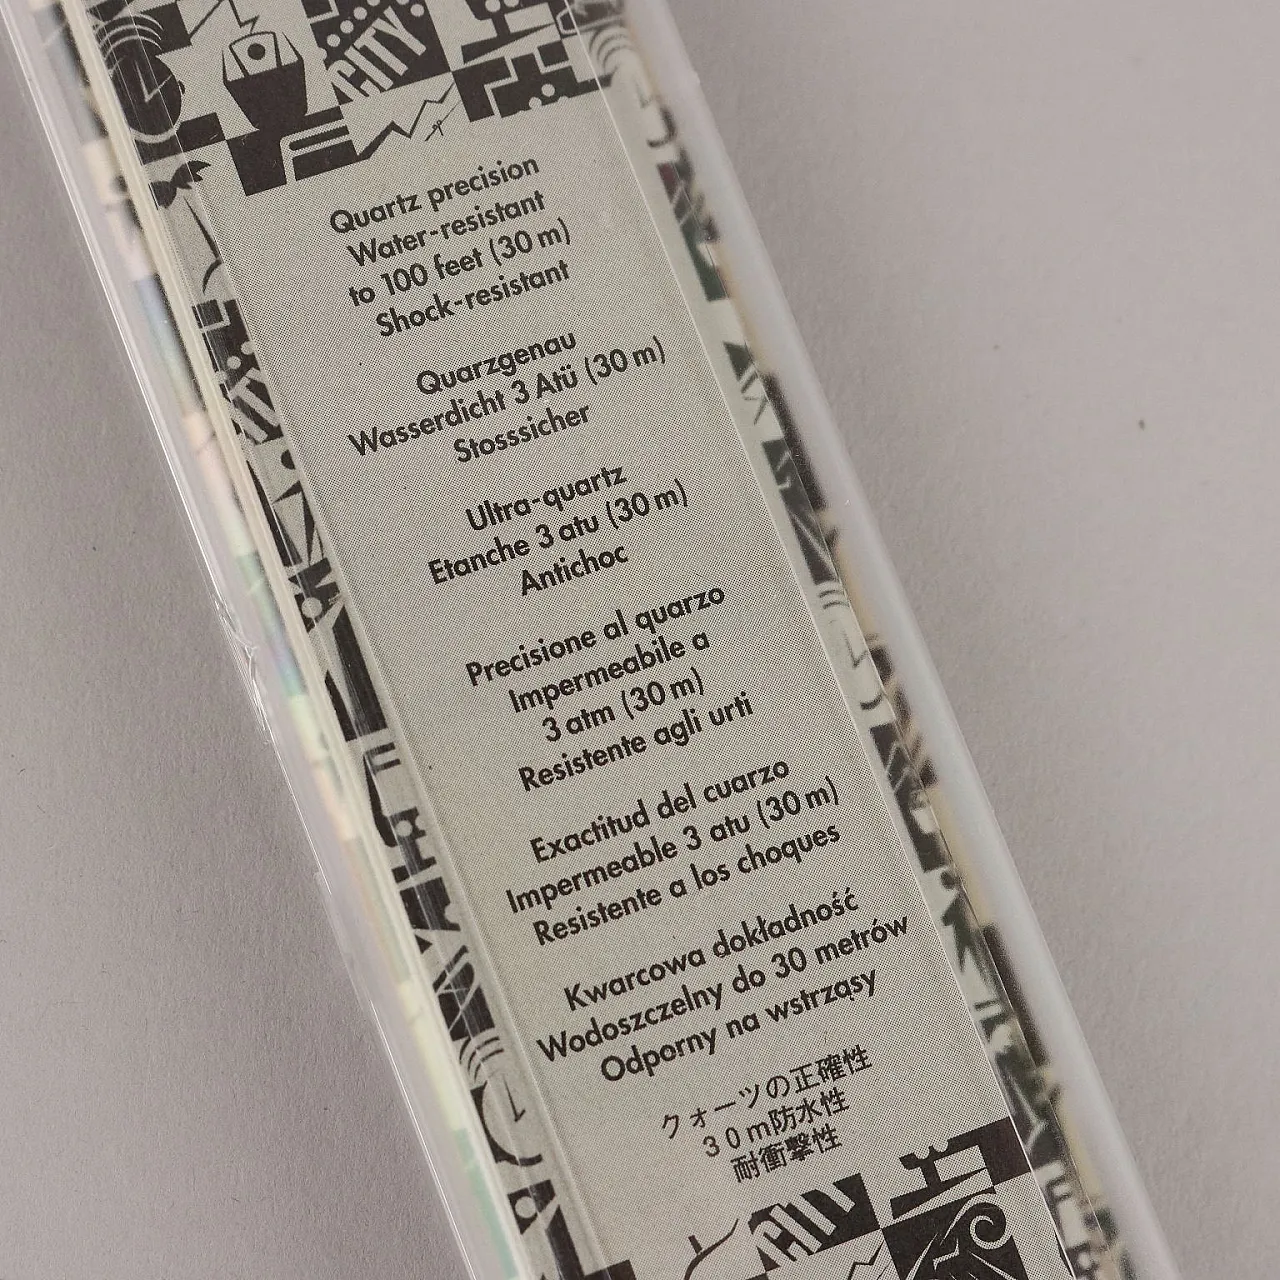 CITY
Quartz precision
Water-resistant
to 100 feet (30 m)
Shock-resistant
Quarzgenau
Wasserdicht 3 Atü (30 m)
Stosssicher
Ultra-quartz
Etanche 3 atu (30 m)
Antichoc
Precisione al quarzo
Impermeabile a
3 atm (30 m)
Resistente agli urti
Exactitud del cuarzo
Impermeable 3 atu (30 m)
Resistente a los choques
Kwarcowa dokładność
Wodoszczelny do 30 metrów
Odporny na wstrząsy
クォーツの正確性
３０m防水性
耐衝撃性